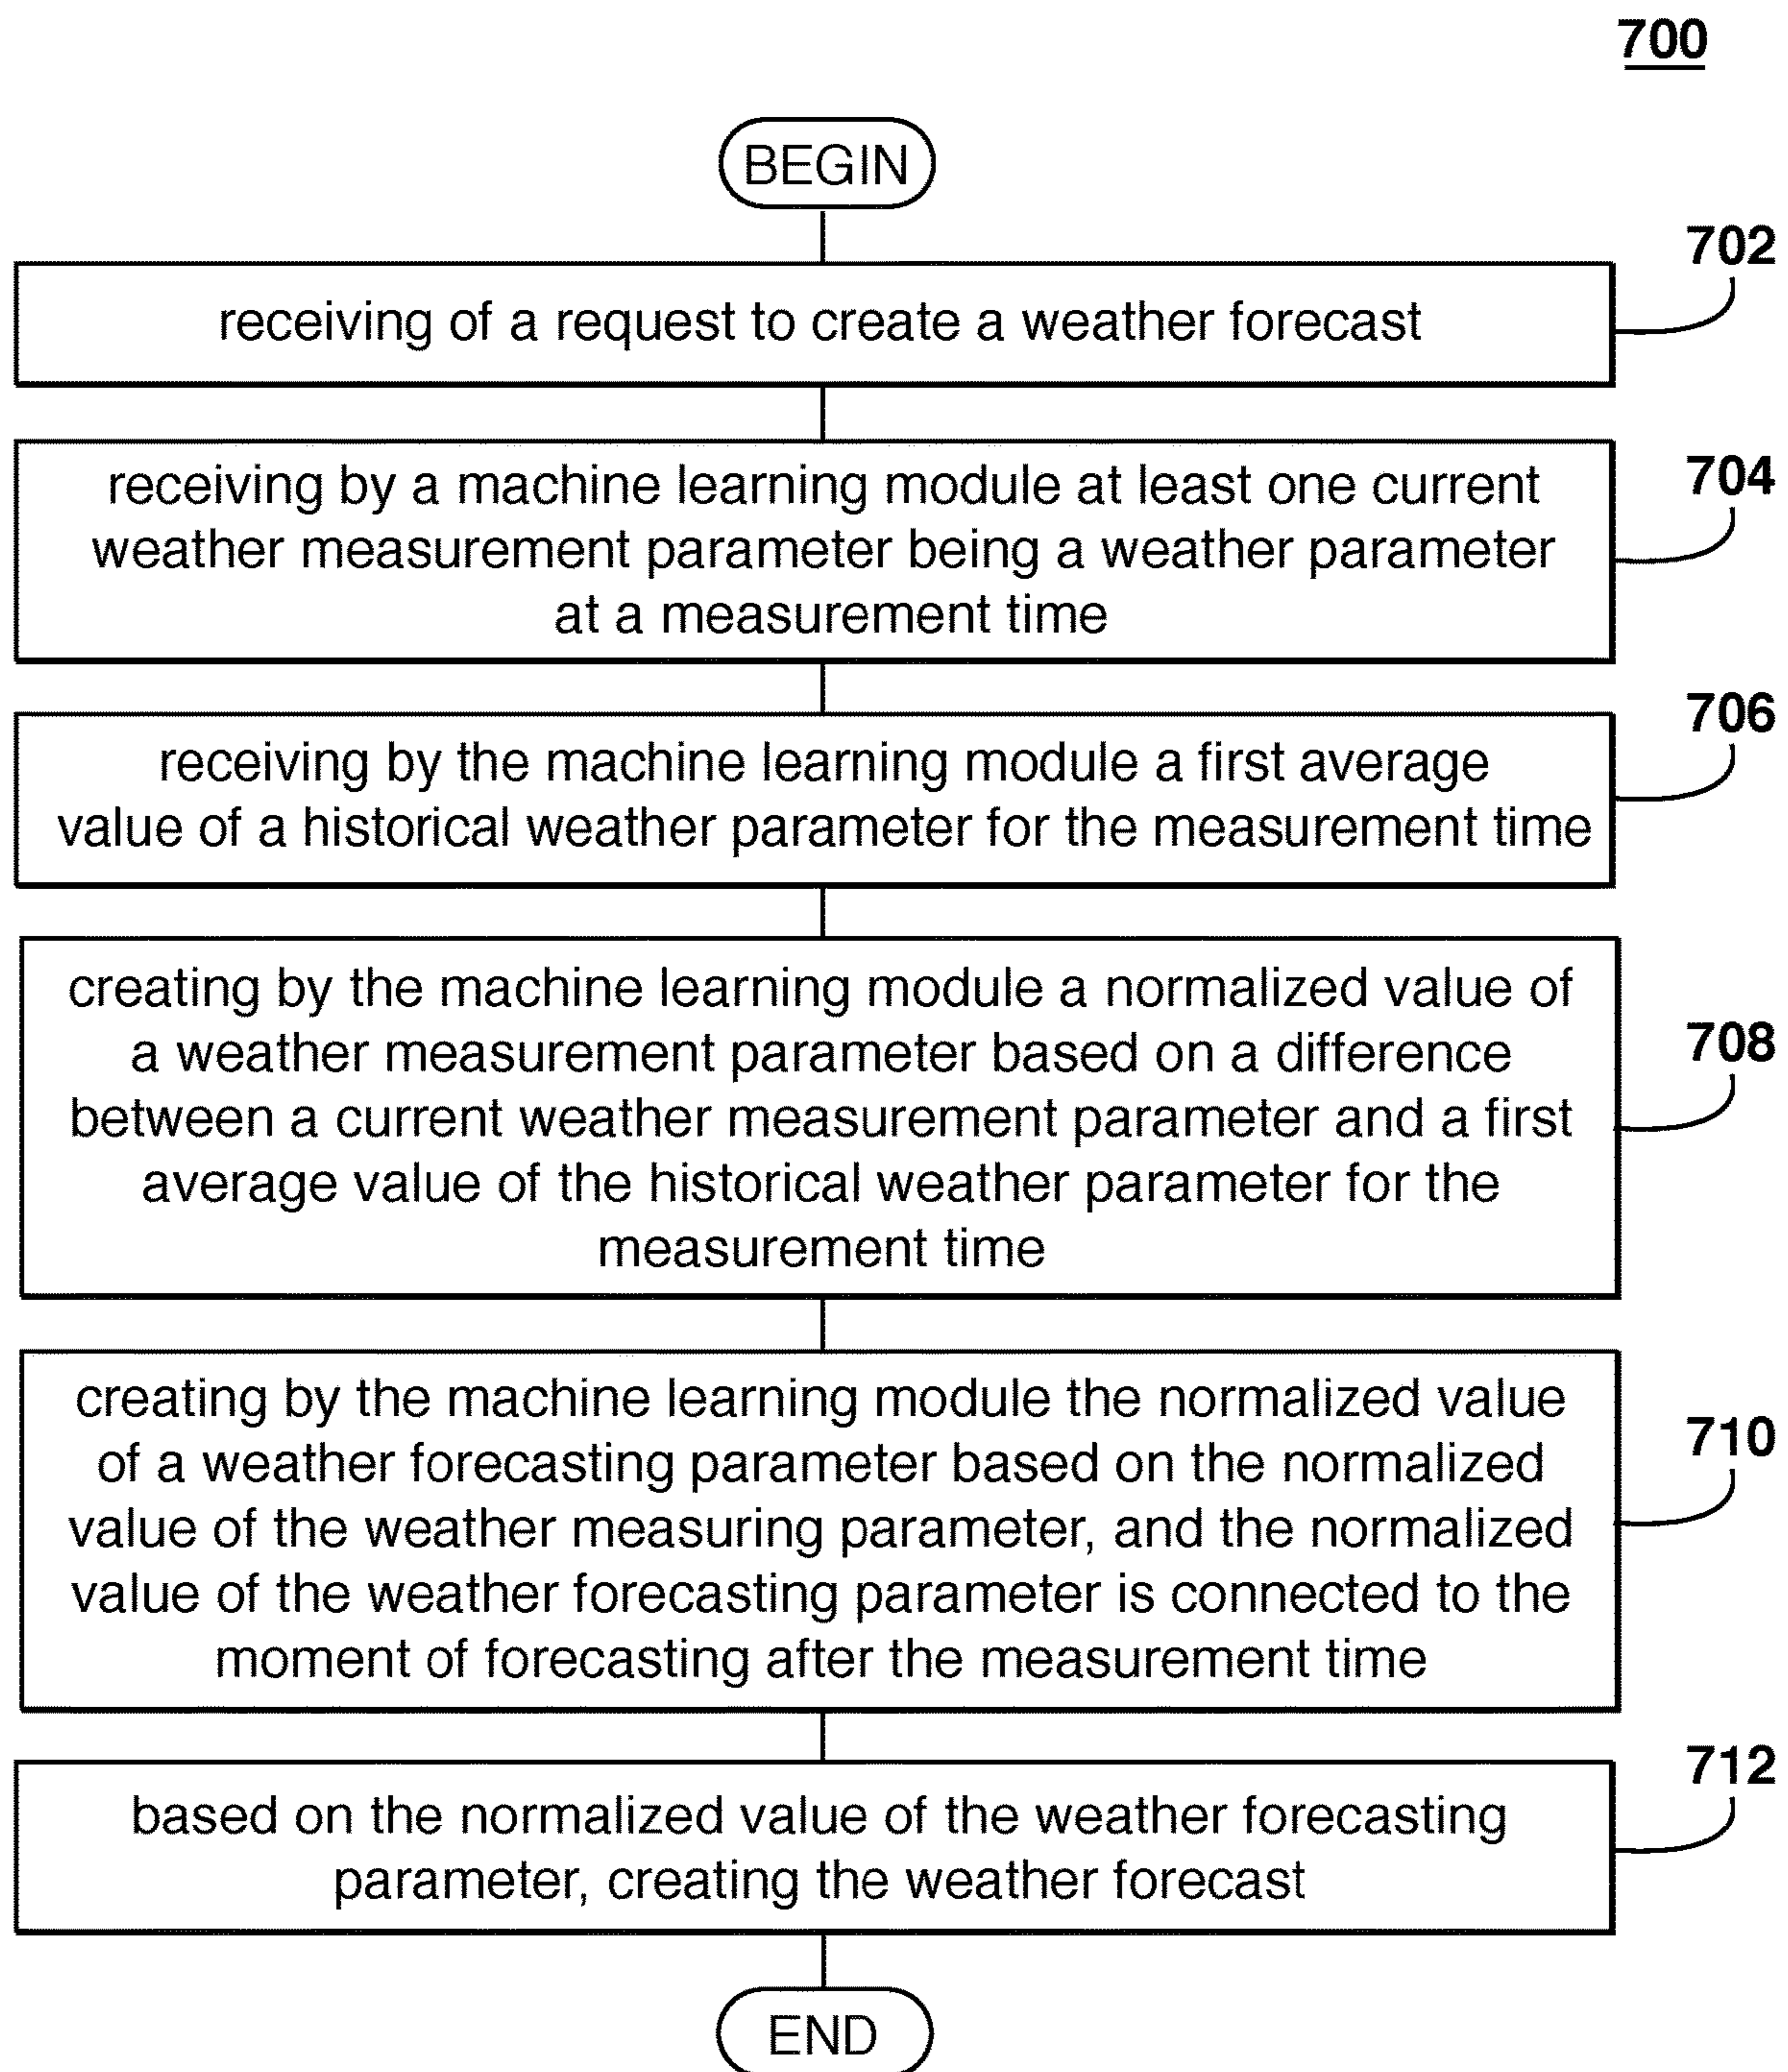 700
BEGIN
702
receiving of a request to create a weather forecast
704
receiving by a machine learning module at least one current
weather measurement parameter being a weather parameter
at a measurement time
706
receiving by the machine learning module a first average
value of a historical weather parameter for the measurement time
708
creating by the machine learning module a normalized value of
a weather measurement parameter based on a difference
between a current weather measurement parameter and a first
average value of the historical weather parameter for the
measurement time
710
creating by the machine learning module the normalized value
of a weather forecasting parameter based on the normalized
value of the weather measuring parameter, and the normalized
value of the weather forecasting parameter is connected to the
moment of forecasting after the measurement time
712
based on the normalized value of the weather forecasting
parameter, creating the weather forecast
END